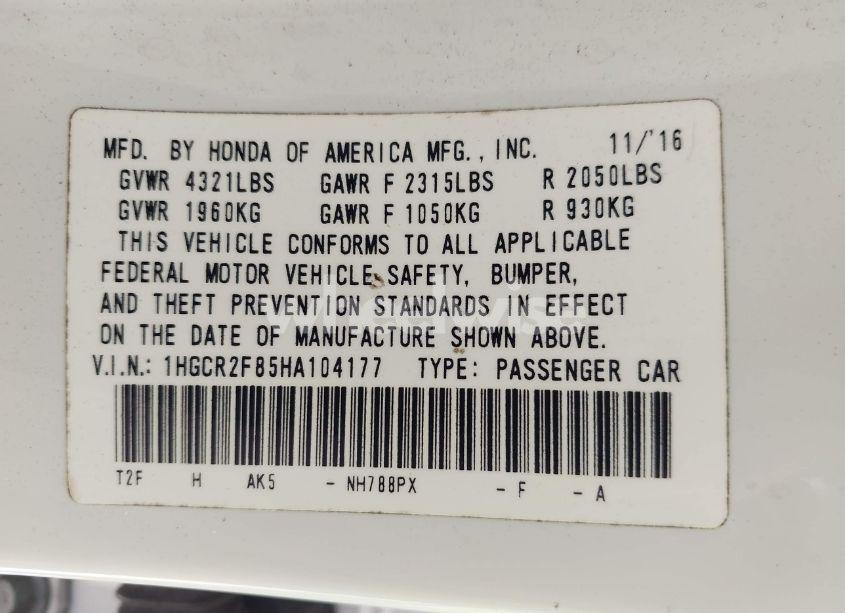 MFD. BY HONDA OF AMERICA MFG., INC. 11/'16
GVWR 4321LBS GAWR F 2315LBS R 2050LBS
GVWR 1960KG GAWR F 1050KG R 930KG
THIS VEHICLE CONFORMS TO ALL APPLICABLE
FEDERAL MOTOR VEHICLE SAFETY, BUMPER,
AND THEFT PREVENTION STANDARDS IN EFFECT
ON THE DATE OF MANUFACTURE SHOWN ABOVE.
V.I.N.: 1HGCR2F85HA104177 TYPE: PASSENGER CAR
T2F H AK5 - NH788PX - F - A